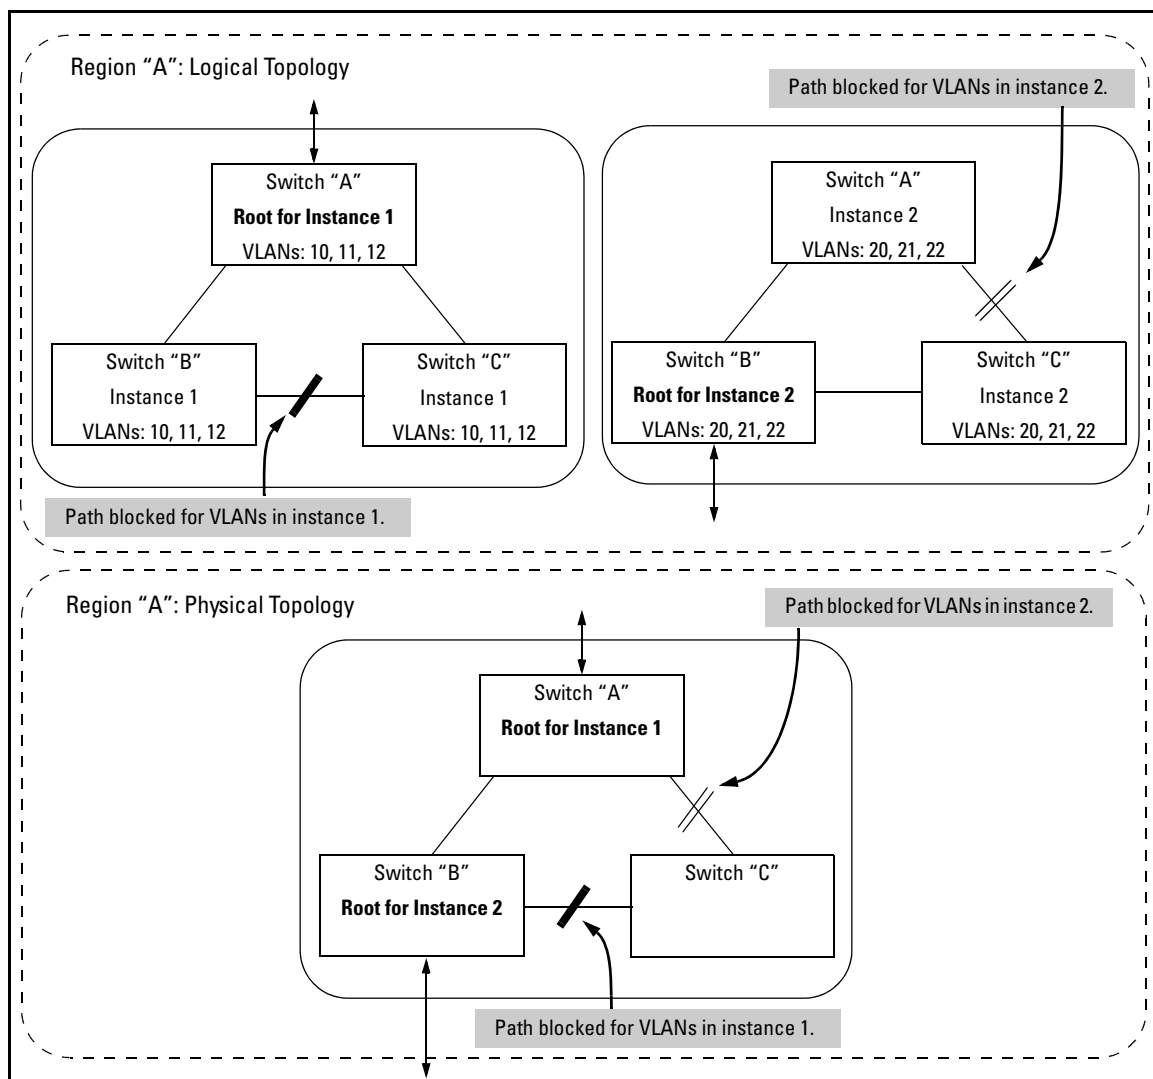 Region “A”: Logical Topology
Path blocked for VLANs in instance 2.
Switch “A”
Root for Instance 1
VLANs: 10, 11, 12
Switch “B”
Instance 1
VLANs: 10, 11, 12
Switch “C”
Instance 1
VLANs: 10, 11, 12
Path blocked for VLANs in instance 1.
Switch “A”
Instance 2
VLANs: 20, 21, 22
Switch “B”
Root for Instance 2
VLANs: 20, 21, 22
Switch “C”
Instance 2
VLANs: 20, 21, 22
Region “A”: Physical Topology
Path blocked for VLANs in instance 2.
Switch “A”
Root for Instance 1
Switch “B”
Root for Instance 2
Switch “C”
Path blocked for VLANs in instance 1.